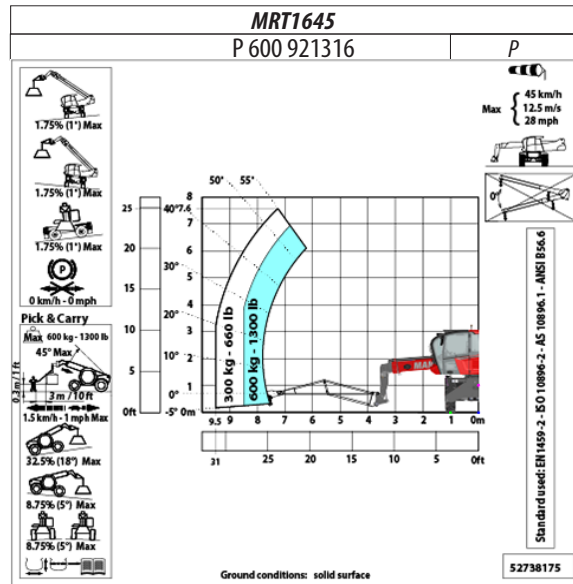 MRT1645
P 600 921316
P
1.75% (1°) Max
1.75% (1°) Max
1.75% (1°) Max
P
0 km/h - 0 mph
Pick & Carry
Max
600 kg - 1300 lb
45° Max
0.3 m / 1 ft
3 m / 10 ft
1.5 km/h - 1 mph Max
32.5% (18°) Max
8.75% (5°) Max
8.75% (5°) Max
Max
45 km/h
12.5 m/s
28 mph
0°
50° 55°
8
40° 7.6
7
6
30°
5
4
20°
3
10°
2
1
0°
-5° 0m
25
20
15
10
5
0ft
300 kg - 660 lb
600 kg - 1300 lb
MAN
9.5 9 8 7 6 5 4 3 2 1 0m
31 25 20 15 10 5 0ft
Standard used: EN 1459-2 - ISO 10896-2 - AS 10896.1 - ANSI B56.6
Ground conditions: solid surface
52738175